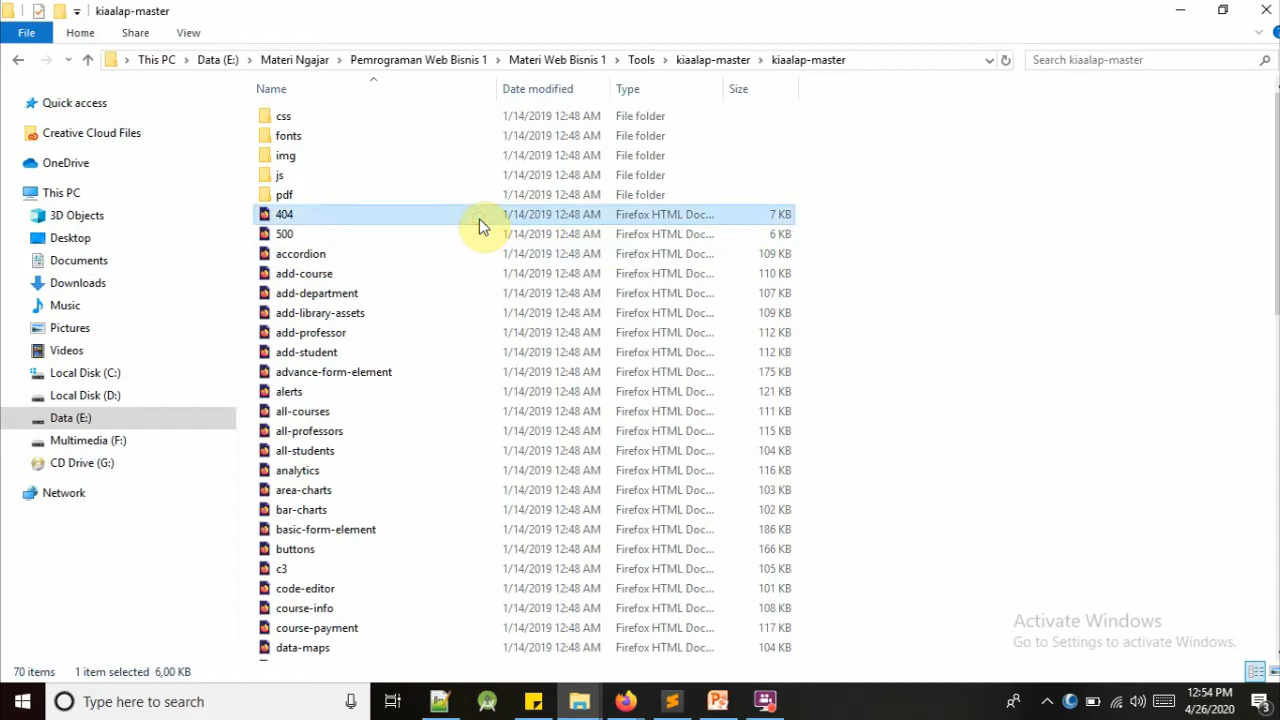 kiaalap-master
File Home Share View
This PC Data (E:) Materi Ngajar Pemrograman Web Bisnis 1 Materi Web Bisnis 1 Tools kiaalap-master kiaalap-master Search kiaalap-master
Name Date modified Type Size
Quick access
Creative Cloud Files
OneDrive
This PC
3D Objects
Desktop
Documents
Downloads
Music
Pictures
Videos
Local Disk (C:)
Local Disk (D:)
Data (E:)
Multimedia (F:)
CD Drive (G:)
Network
css 1/14/2019 12:48 AM File folder
fonts 1/14/2019 12:48 AM File folder
img 1/14/2019 12:48 AM File folder
js 1/14/2019 12:48 AM File folder
pdf 1/14/2019 12:48 AM File folder
404 1/14/2019 12:48 AM Firefox HTML Doc... 7 KB
500 1/14/2019 12:48 AM Firefox HTML Doc... 6 KB
accordion 1/14/2019 12:48 AM Firefox HTML Doc... 109 KB
add-course 1/14/2019 12:48 AM Firefox HTML Doc... 110 KB
add-department 1/14/2019 12:48 AM Firefox HTML Doc... 107 KB
add-library-assets 1/14/2019 12:48 AM Firefox HTML Doc... 109 KB
add-professor 1/14/2019 12:48 AM Firefox HTML Doc... 112 KB
add-student 1/14/2019 12:48 AM Firefox HTML Doc... 112 KB
advance-form-element 1/14/2019 12:48 AM Firefox HTML Doc... 175 KB
alerts 1/14/2019 12:48 AM Firefox HTML Doc... 121 KB
all-courses 1/14/2019 12:48 AM Firefox HTML Doc... 111 KB
all-professors 1/14/2019 12:48 AM Firefox HTML Doc... 115 KB
all-students 1/14/2019 12:48 AM Firefox HTML Doc... 104 KB
analytics 1/14/2019 12:48 AM Firefox HTML Doc... 116 KB
area-charts 1/14/2019 12:48 AM Firefox HTML Doc... 103 KB
bar-charts 1/14/2019 12:48 AM Firefox HTML Doc... 102 KB
basic-form-element 1/14/2019 12:48 AM Firefox HTML Doc... 186 KB
buttons 1/14/2019 12:48 AM Firefox HTML Doc... 166 KB
c3 1/14/2019 12:48 AM Firefox HTML Doc... 105 KB
code-editor 1/14/2019 12:48 AM Firefox HTML Doc... 101 KB
course-info 1/14/2019 12:48 AM Firefox HTML Doc... 108 KB
course-payment 1/14/2019 12:48 AM Firefox HTML Doc... 117 KB
data-maps 1/14/2019 12:48 AM Firefox HTML Doc... 104 KB
Activate Windows
Go to Settings to activate Windows.
70 items 1 item selected 6,00 KB
Type here to search
12:54 PM
4/26/2020
3